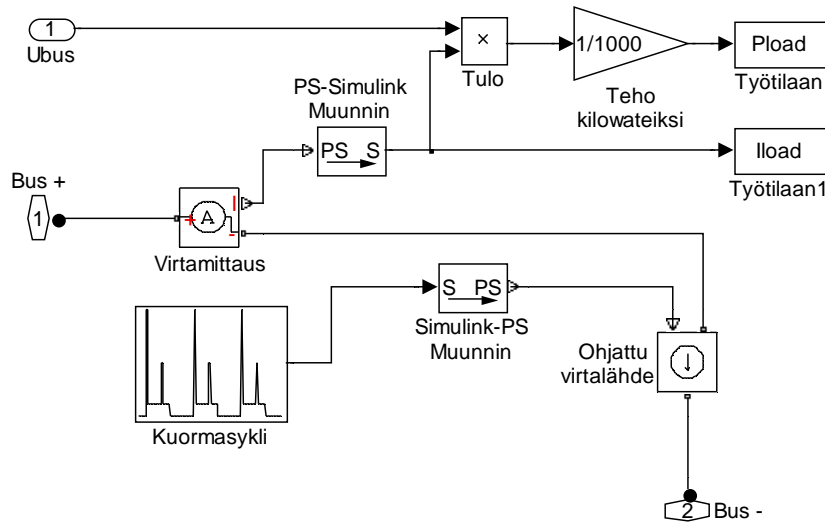 1
Ubus
×
Tulo
1/1000
Teho
kilowateiksi
Pload
Työtilaan
PS-Simulink
Muunnin
PS S
Iload
Työtilaan1
Bus +
1
I
A
+
-
Virtamittaus
S PS
Simulink-PS
Muunnin
Ohjattu
virtalähde
Kuormasykli
2
Bus -